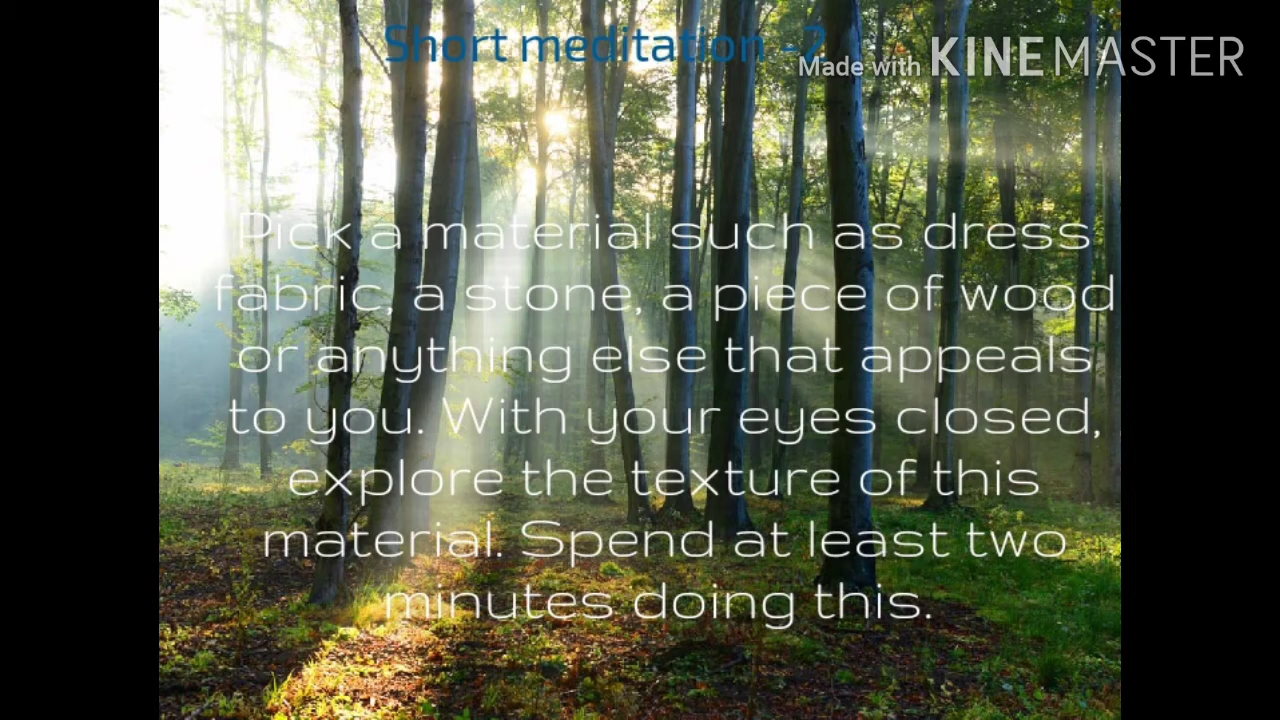 Short meditation -2
Made with KINEMASTER
Pick a material such as dress
fabric, a stone, a piece of wood
or anything else that appeals
to you. With your eyes closed,
explore the texture of this
material. Spend at least two
minutes doing this.